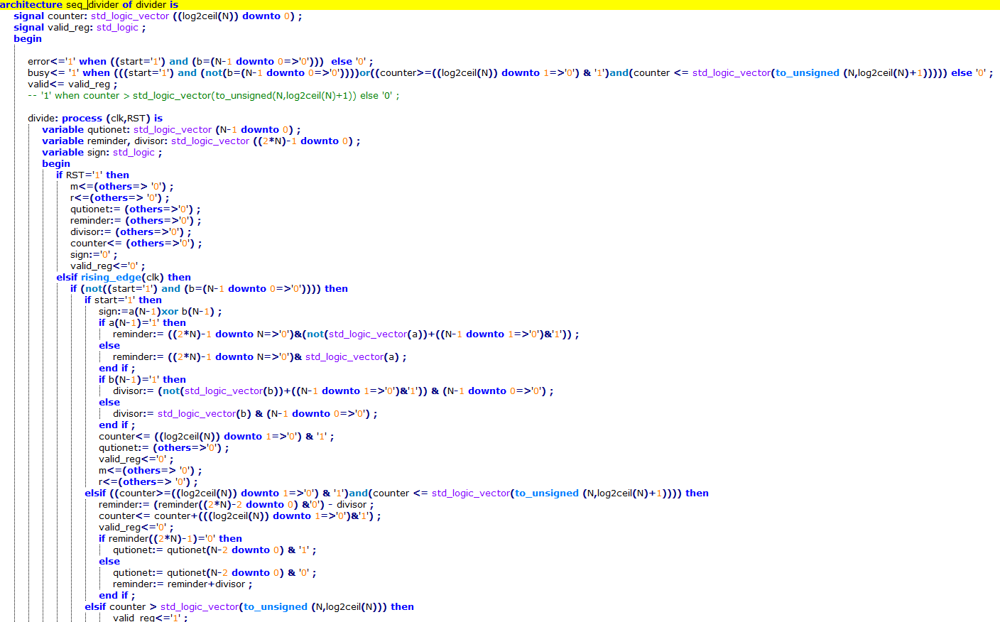 architecture seq_divider of divider is
signal counter: std_logic_vector ((log2ceil(N)) downto 0) ;
signal valid_reg: std_logic ;
begin
error<='1' when ((start='1') and (b=(N-1 downto 0=>'0')))  else '0' ;
busy<= '1' when (((start='1') and (not(b=(N-1 downto 0=>'0'))))or((counter>=((log2ceil(N)) downto 1=>'0') & '1')and(counter <= std_logic_vector(to_unsigned (N,log2ceil(N)+1))))) else '0' ;
valid<= valid_reg ;
-- '1' when counter > std_logic_vector(to_unsigned(N,log2ceil(N)+1)) else '0' ;
divide: process (clk,RST) is
variable qutionet: std_logic_vector (N-1 downto 0) ;
variable reminder, divisor: std_logic_vector ((2*N)-1 downto 0) ;
variable sign: std_logic ;
begin
if RST='1' then
m<=(others=> '0') ;
r<=(others=> '0') ;
qutionet:= (others=>'0') ;
reminder:= (others=>'0') ;
divisor:= (others=>'0') ;
counter<= (others=>'0') ;
sign:='0' ;
valid_reg<='0' ;
elsif rising_edge(clk) then
if (not((start='1') and (b=(N-1 downto 0=>'0')))) then
if start='1' then
sign:=a(N-1)xor b(N-1) ;
if a(N-1)='1' then
reminder:= ((2*N)-1 downto N=>'0')&(not(std_logic_vector(a))+((N-1 downto 1=>'0')&'1')) ;
else
reminder:= ((2*N)-1 downto N=>'0')& std_logic_vector(a) ;
end if ;
if b(N-1)='1' then
divisor:= (not(std_logic_vector(b))+((N-1 downto 1=>'0')&'1')) & (N-1 downto 0=>'0') ;
else
divisor:= std_logic_vector(b) & (N-1 downto 0=>'0') ;
end if ;
counter<= ((log2ceil(N)) downto 1=>'0') & '1' ;
qutionet:= (others=>'0') ;
valid_reg<='0' ;
m<=(others=> '0') ;
r<=(others=> '0') ;
elsif ((counter>=((log2ceil(N)) downto 1=>'0') & '1')and(counter <= std_logic_vector(to_unsigned (N,log2ceil(N)+1)))) then
reminder:= (reminder((2*N)-2 downto 0) &'0') - divisor ;
counter<= counter+(((log2ceil(N)) downto 1=>'0')&'1') ;
valid_reg<='0' ;
if reminder((2*N)-1)='0' then
qutionet:= qutionet(N-2 downto 0) & '1' ;
else
qutionet:= qutionet(N-2 downto 0) & '0' ;
reminder:= reminder+divisor ;
end if ;
elsif counter > std_logic_vector(to_unsigned (N,log2ceil(N))) then
valid_reg<='1' ;